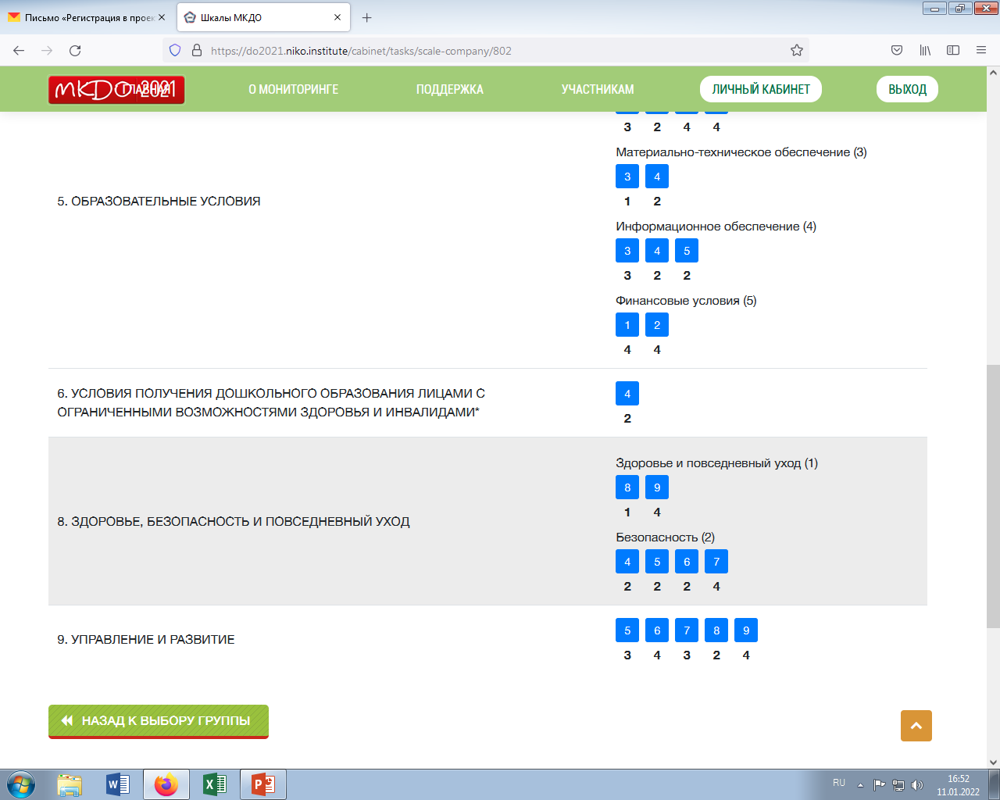 Письмо «Регистрация в проек
Шкалы МКДО
https://do2021.niko.institute/cabinet/tasks/scale-company/802
МКДО 2021
ГЛАВНАЯ
О МОНИТОРИНГЕ
ПОДДЕРЖКА
УЧАСТНИКАМ
ЛИЧНЫЙ КАБИНЕТ
ВЫХОД
3 2 4 4
5. ОБРАЗОВАТЕЛЬНЫЕ УСЛОВИЯ
Материально-техническое обеспечение (3)
3 4
1 2
Информационное обеспечение (4)
3 4 5
3 2 2
Финансовые условия (5)
1 2
4 4
6. УСЛОВИЯ ПОЛУЧЕНИЯ ДОШКОЛЬНОГО ОБРАЗОВАНИЯ ЛИЦАМИ С
ОГРАНИЧЕННЫМИ ВОЗМОЖНОСТЯМИ ЗДОРОВЬЯ И ИНВАЛИДАМИ*
4
2
8. ЗДОРОВЬЕ, БЕЗОПАСНОСТЬ И ПОВСЕДНЕВНЫЙ УХОД
Здоровье и повседневный уход (1)
8 9
1 4
Безопасность (2)
4 5 6 7
2 2 2 4
9. УПРАВЛЕНИЕ И РАЗВИТИЕ
5 6 7 8 9
3 4 3 2 4
НАЗАД К ВЫБОРУ ГРУППЫ
RU
16:52
11.01.2022